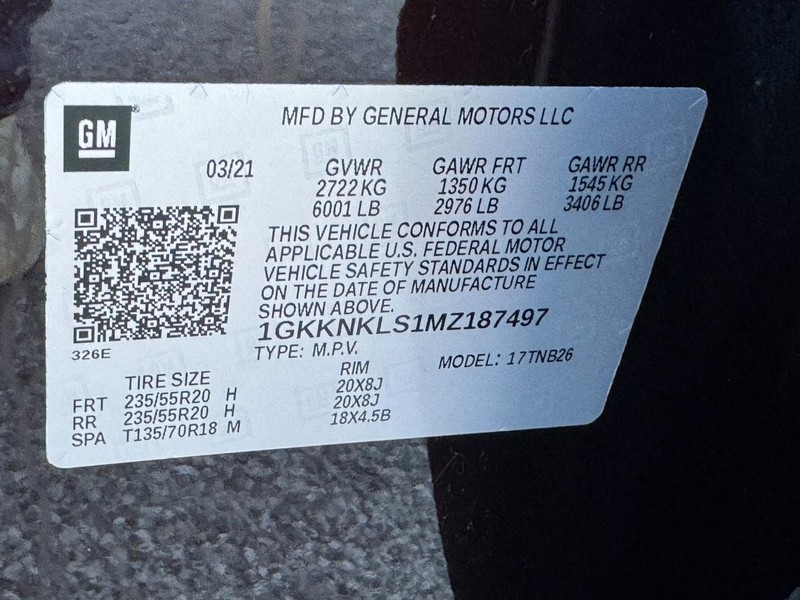 GM
MFD BY GENERAL MOTORS LLC
03/21 GVWR GAWR FRT GAWR RR
2722 KG 1350 KG 1545 KG
6001 LB 2976 LB 3406 LB
THIS VEHICLE CONFORMS TO ALL
APPLICABLE U.S. FEDERAL MOTOR
VEHICLE SAFETY STANDARDS IN EFFECT
ON THE DATE OF MANUFACTURE
SHOWN ABOVE.
1GKKNKLS1MZ187497
326E
TYPE: M.P.V. MODEL: 17TNB26
TIRE SIZE RIM
FRT 235/55R20 H 20X8J
RR 235/55R20 H 20X8J
SPA T135/70R18 M 18X4.5B